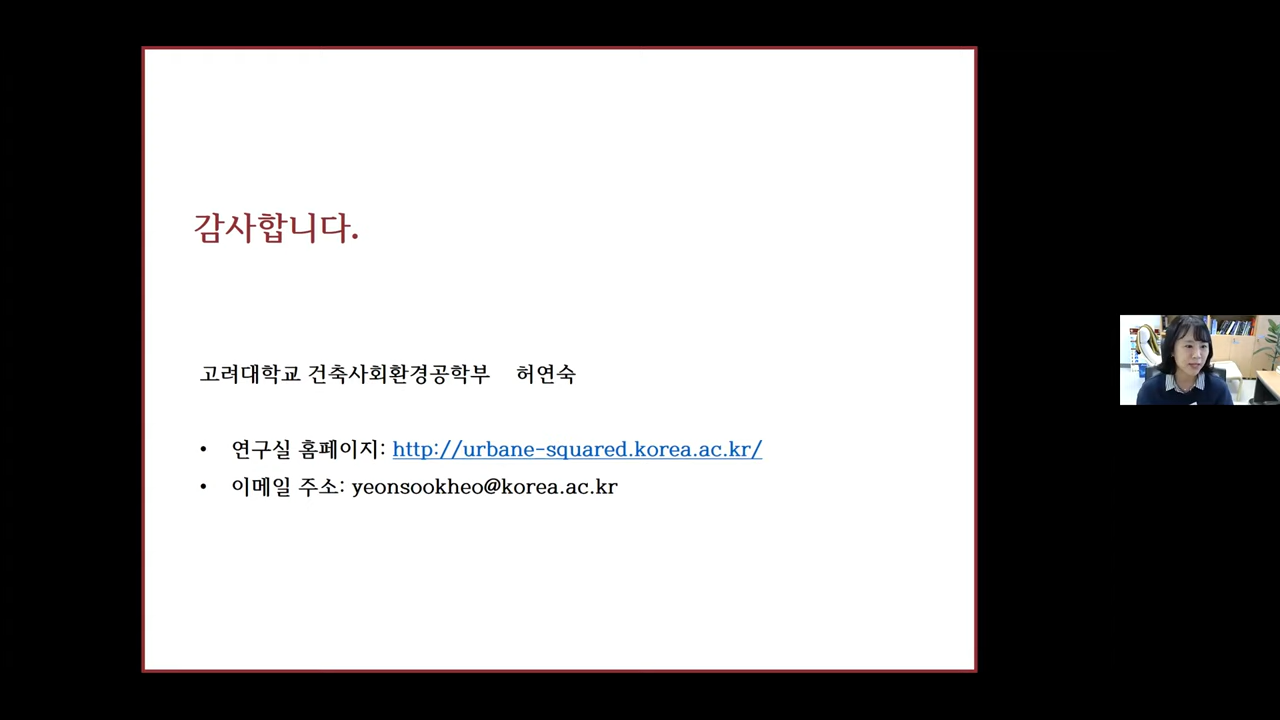 감사합니다.
고려대학교 건축사회환경공학부 허연숙
• 연구실 홈페이지: http://urbane-squared.korea.ac.kr/
• 이메일 주소: yeonsookheo@korea.ac.kr